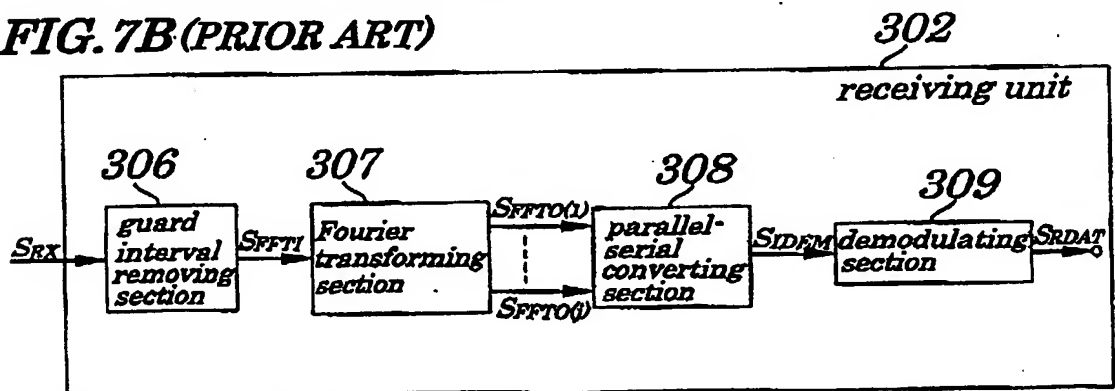 FIG. 7B (PRIOR ART)
302
receiving unit
306
307
308
309
SRX
guard
interval
removing
section
SFFTI
Fourier
transforming
section
SFFTO(1)
SFFTO(j)
parallel-
serial
converting
section
SIDEM
demodulating
section
SRDAT